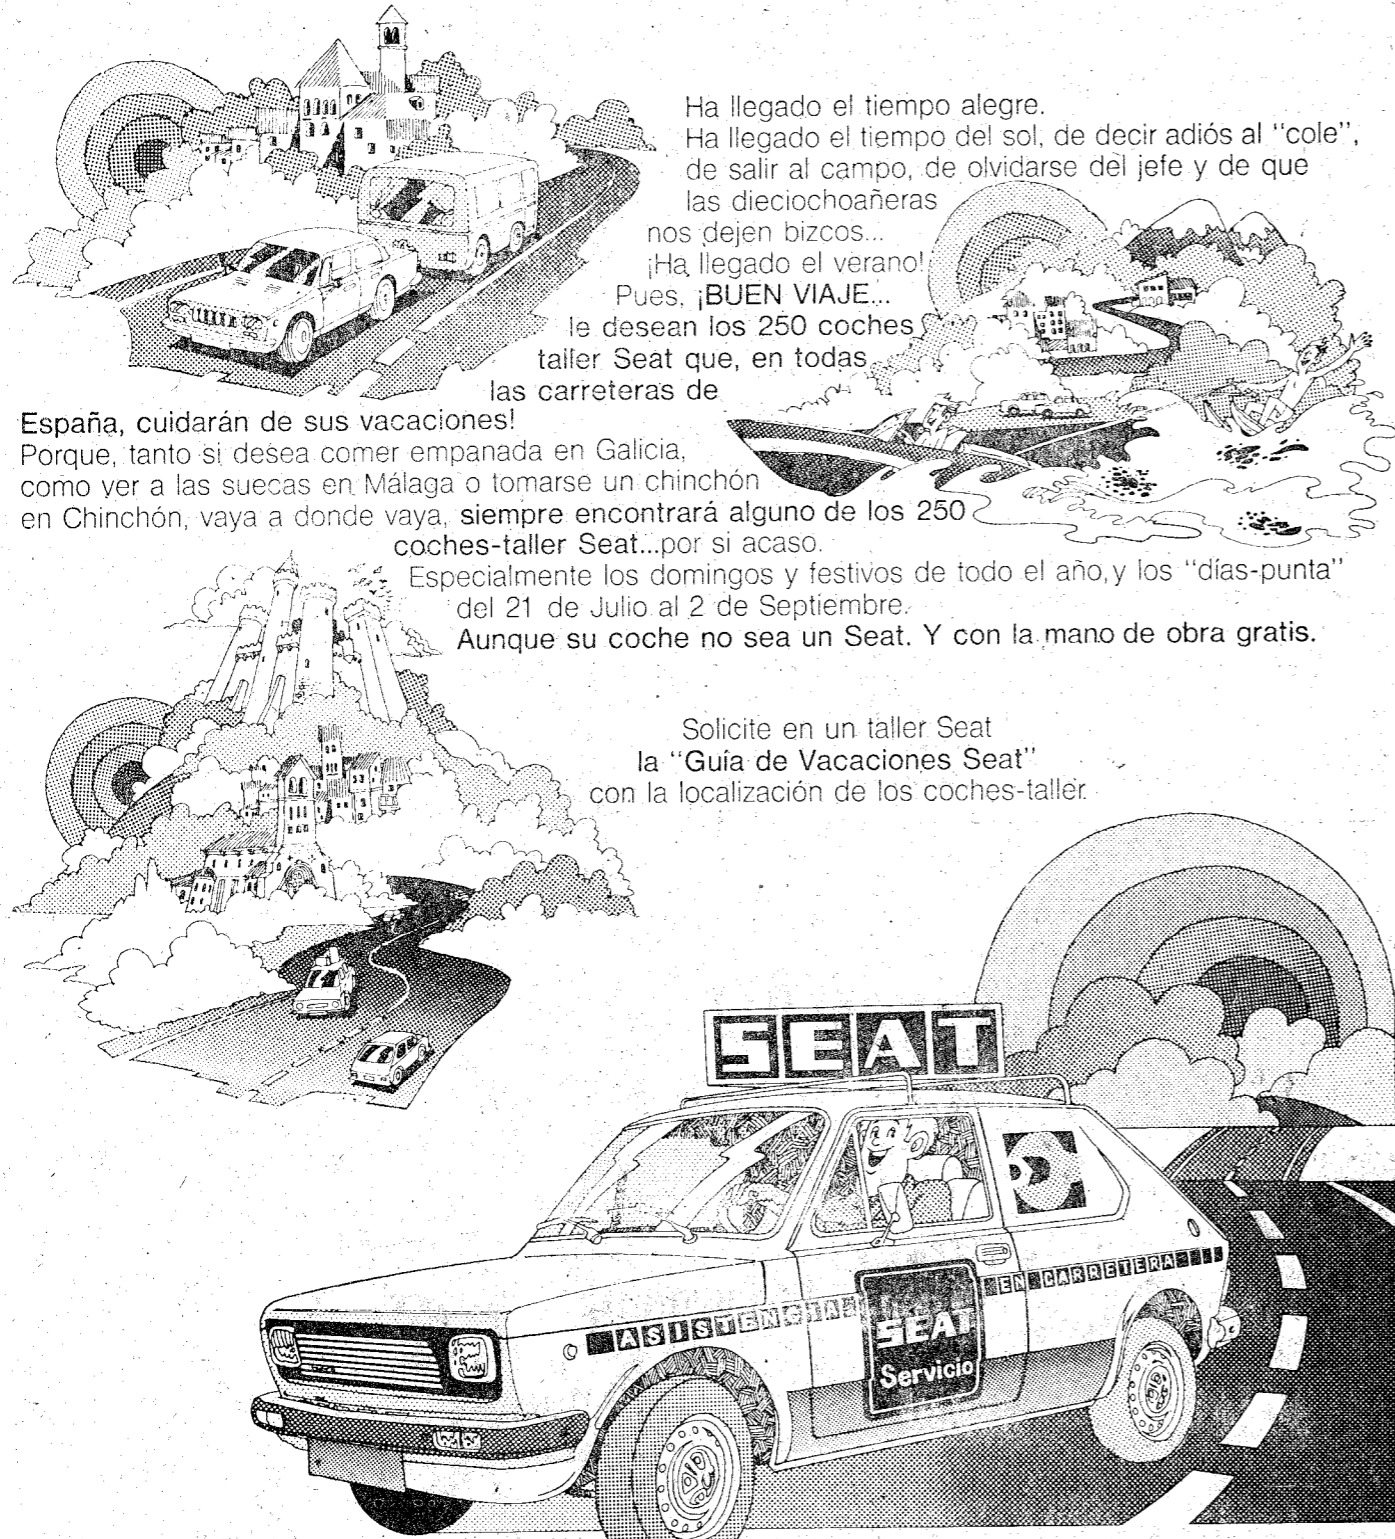 Ha llegado el tiempo alegre.
Ha llegado el tiempo del sol, de decir adiós al "cole",
de salir al campo, de olvidarse del jefe y de que
las dieciochoañeras
nos dejen bizcos...
¡Ha llegado el verano!
Pues, ¡BUEN VIAJE...
le desean los 250 coches
taller Seat que, en todas
las carreteras de
España, cuidarán de sus vacaciones!
Porque, tanto si desea comer empanada en Galicia,
como ver a las suecas en Málaga o tomarse un chinchón
en Chinchón, vaya a donde vaya, siempre encontrará alguno de los 250
coches-taller Seat...por si acaso.
Especialmente los domingos y festivos de todo el año, y los "días-punta"
del 21 de Julio al 2 de Septiembre.
Aunque su coche no sea un Seat. Y con la mano de obra gratis.
Solicite en un taller Seat
la "Guía de Vacaciones Seat"
con la localización de los coches-taller.
SEAT
ASISTENCIA EN CARRETERA
SEAT
Servicio